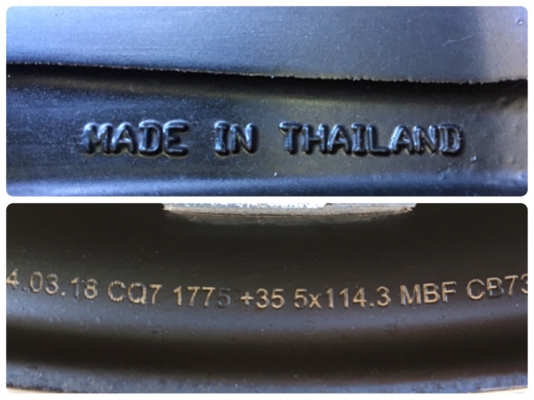 MADE IN THAILAND
4.03.18 CQ7 1775 +35 5x114.3 MBF CB73